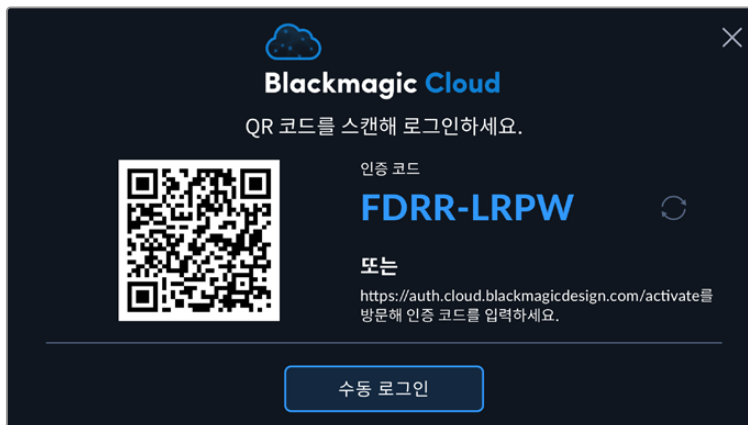 Blackmagic Cloud
QR 코드를 스캔해 로그인하세요.
인증 코드
FDRR-LRPW
또는
https://auth.cloud.blackmagicdesign.com/activate를
방문해 인증 코드를 입력하세요.
수동 로그인